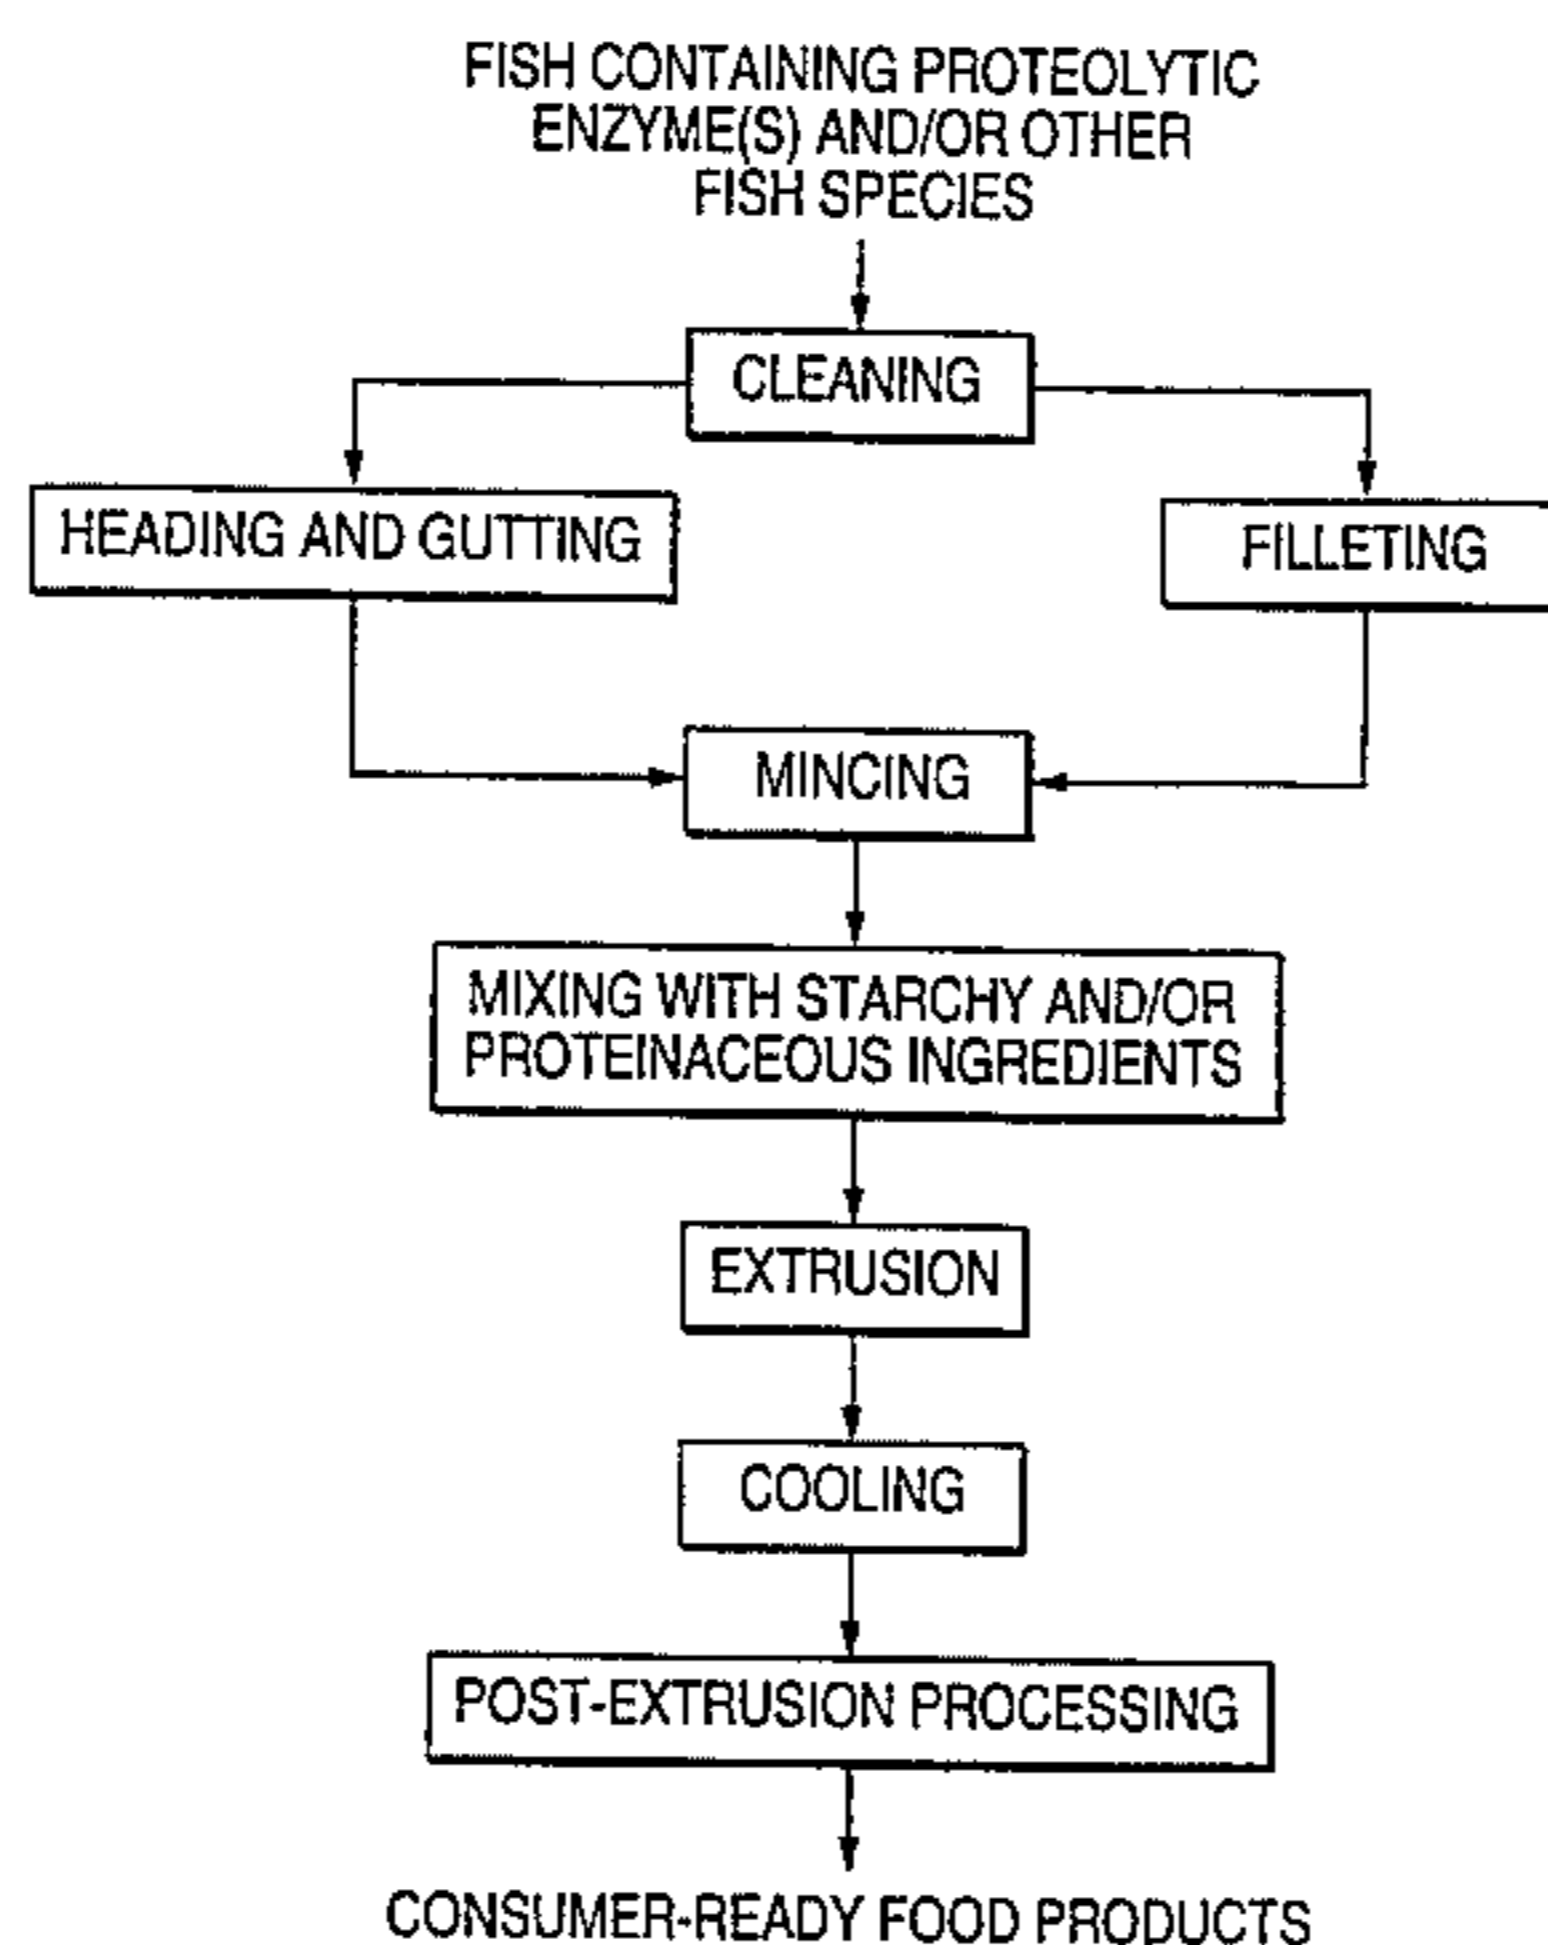 FISH CONTAINING PROTEOLYTIC
ENZYME(S) AND/OR OTHER
FISH SPECIES
CLEANING
HEADING AND GUTTING
FILLETING
MINCING
MIXING WITH STARCHY AND/OR
PROTEINACEOUS INGREDIENTS
EXTRUSION
COOLING
POST-EXTRUSION PROCESSING
CONSUMER-READY FOOD PRODUCTS